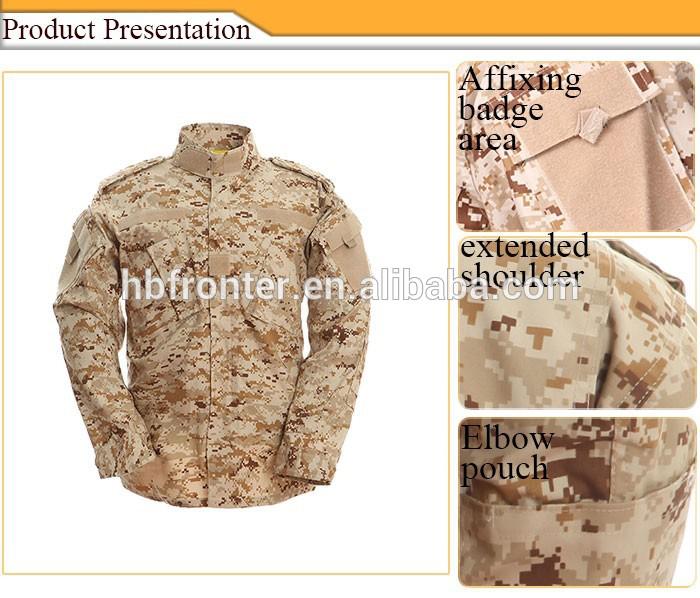 Product Presentation
Affixing
badge
area
extended
shoulder
Elbow
pouch
hbfronter.en.alibaba.com